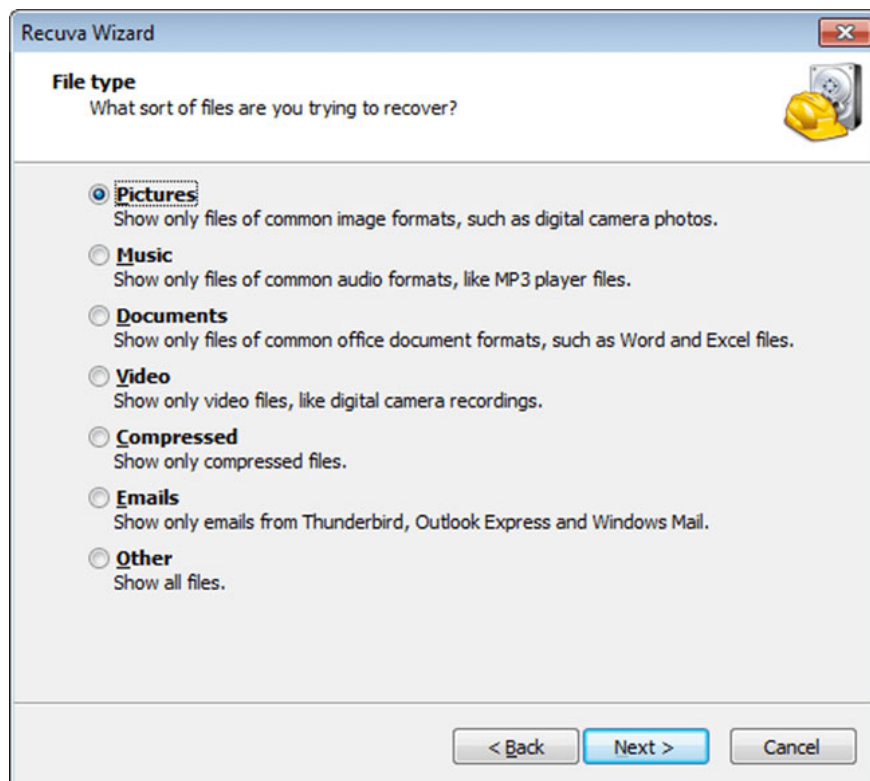 Recuva Wizard
File type
What sort of files are you trying to recover?
Pictures
Show only files of common image formats, such as digital camera photos.
Music
Show only files of common audio formats, like MP3 player files.
Documents
Show only files of common office document formats, such as Word and Excel files.
Video
Show only video files, like digital camera recordings.
Compressed
Show only compressed files.
Emails
Show only emails from Thunderbird, Outlook Express and Windows Mail.
Other
Show all files.
< Back Next > Cancel